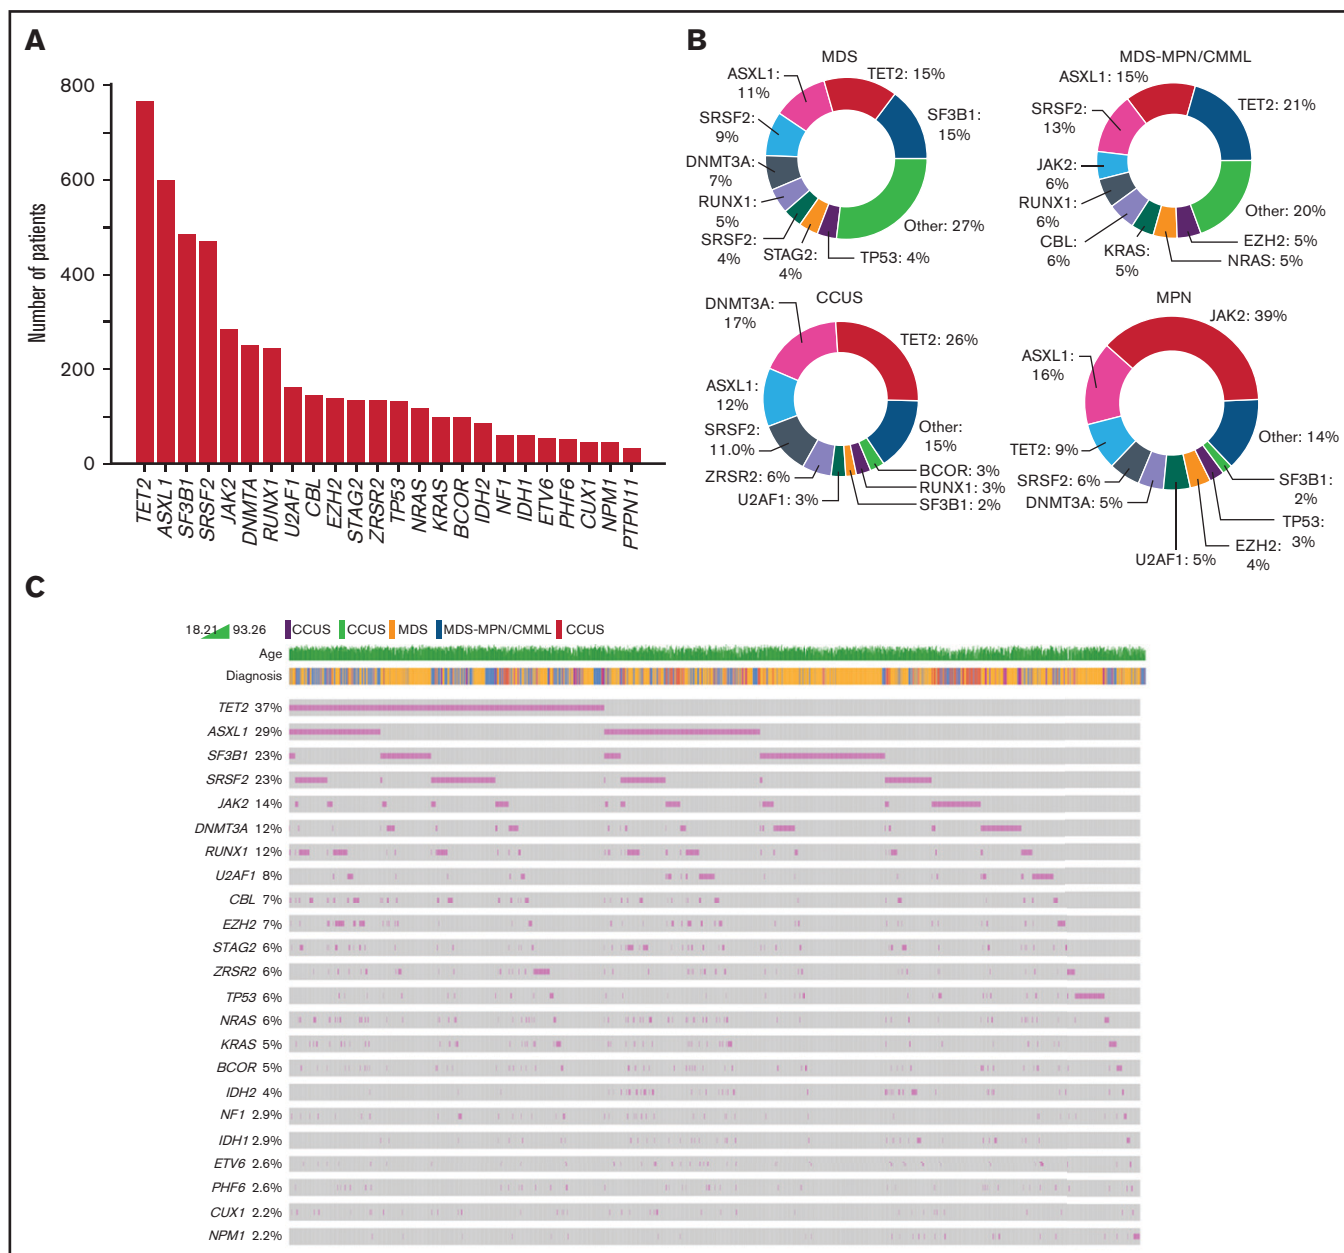 A
800
600
400
200
0
Number of patients
TET2
ASXL1
SF3B1
SRSF2
JAK2
DNMTA
RUNX1
U2AF1
CBL
EZH2
STAG2
ZRSR2
TP53
NRAS
KRAS
BCOR
IDH2
NF1
IDH1
ETV6
PHF6
CUX1
NPM1
PTPN11
B
MDS
ASXL1:
11%
TET2: 15%
SRSF2:
9%
SF3B1:
15%
DNMT3A:
7%
RUNX1:
5%
SRSF2:
4%
STAG2:
4%
TP53: 4%
Other: 27%
MDS-MPN/CMML
ASXL1: 15%
TET2: 21%
SRSF2:
13%
JAK2:
6%
RUNX1:
6%
CBL:
6%
KRAS:
5%
NRAS: 5%
EZH2: 5%
Other: 20%
CCUS
DNMT3A:
17%
TET2: 26%
ASXL1:
12%
SRSF2:
11.0%
ZRSR2: 6%
U2AF1: 3%
Other:
15%
BCOR: 3%
RUNX1: 3%
SF3B1: 2%
MPN
JAK2: 39%
ASXL1:
16%
TET2: 9%
SRSF2: 6%
DNMT3A: 5%
U2AF1: 5%
EZH2:
4%
TP53:
3%
SF3B1:
2%
Other: 14%
C
18.21 93.26 CCUS CCUS MDS MDS-MPN/CMML CCUS
Age
Diagnosis
TET2 37%
ASXL1 29%
SF3B1 23%
SRSF2 23%
JAK2 14%
DNMT3A 12%
RUNX1 12%
U2AF1 8%
CBL 7%
EZH2 7%
STAG2 6%
ZRSR2 6%
TP53 6%
NRAS 6%
KRAS 5%
BCOR 5%
IDH2 4%
NF1 2.9%
IDH1 2.9%
ETV6 2.6%
PHF6 2.6%
CUX1 2.2%
NPM1 2.2%